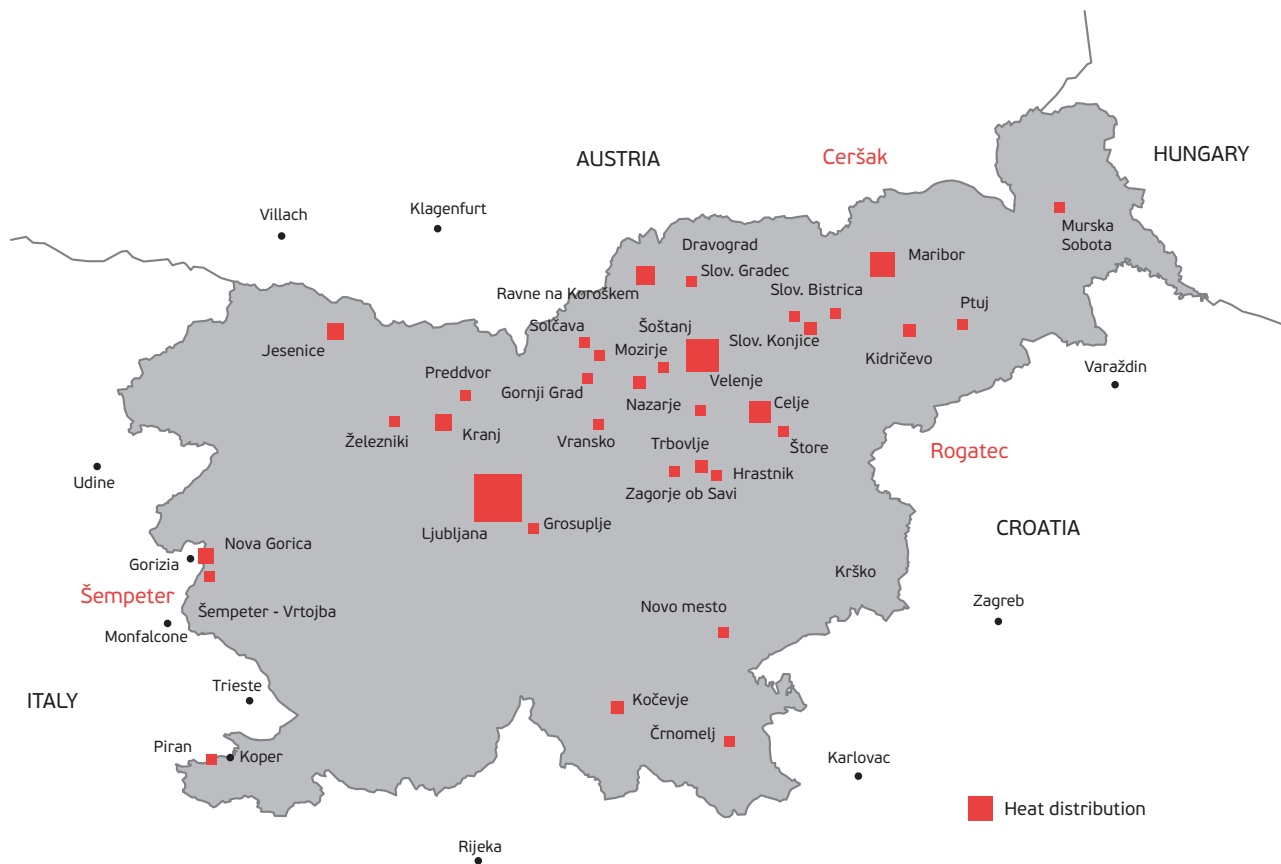 AUSTRIA
Ceršak
HUNGARY
Villach
Klagenfurt
Murska
Sobota
Dravograd
Maribor
Slov. Gradec
Ravne na Koroškem
Slov. Bistrica
Ptuj
Solčava
Šoštanj
Jesenice
Mozirje
Slov. Konjice
Kidričevo
Varaždin
Preddvor
Gornji Grad
Velenje
Nazarje
Celje
Železniki
Kranj
Vransko
Trbovlje
Štore
Rogatec
Udine
Hrastnik
Zagorje ob Savi
Ljubljana
Grosuplje
CROATIA
Nova Gorica
Gorizia
Krško
Šempeter
Šempeter - Vrtojba
Novo mesto
Zagreb
Monfalcone
Trieste
ITALY
Kočevje
Črnomelj
Piran
Koper
Karlovac
Heat distribution
Rijeka